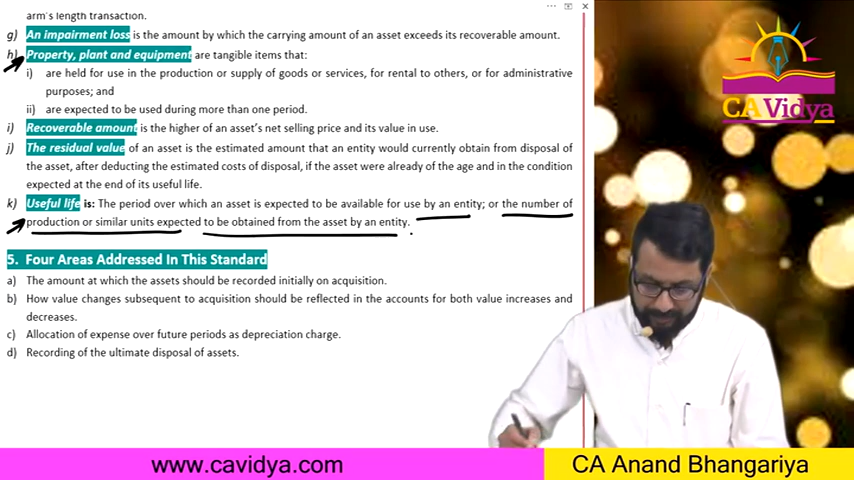 arm's length transaction.
g) An impairment loss is the amount by which the carrying amount of an asset exceeds its recoverable amount.
h) Property, plant and equipment are tangible items that:
i) are held for use in the production or supply of goods or services, for rental to others, or for administrative
purposes; and
ii) are expected to be used during more than one period.
i) Recoverable amount is the higher of an asset's net selling price and its value in use.
j) The residual value of an asset is the estimated amount that an entity would currently obtain from disposal of
the asset, after deducting the estimated costs of disposal, if the asset were already of the age and in the condition
expected at the end of its useful life.
k) Useful life is: The period over which an asset is expected to be available for use by an entity; or the number of
production or similar units expected to be obtained from the asset by an entity.
5. Four Areas Addressed In This Standard
a) The amount at which the assets should be recorded initially on acquisition.
b) How value changes subsequent to acquisition should be reflected in the accounts for both value increases and
decreases.
c) Allocation of expense over future periods as depreciation charge.
d) Recording of the ultimate disposal of assets.
CA Vidya
www.cavidya.com
CA Anand Bhangariya